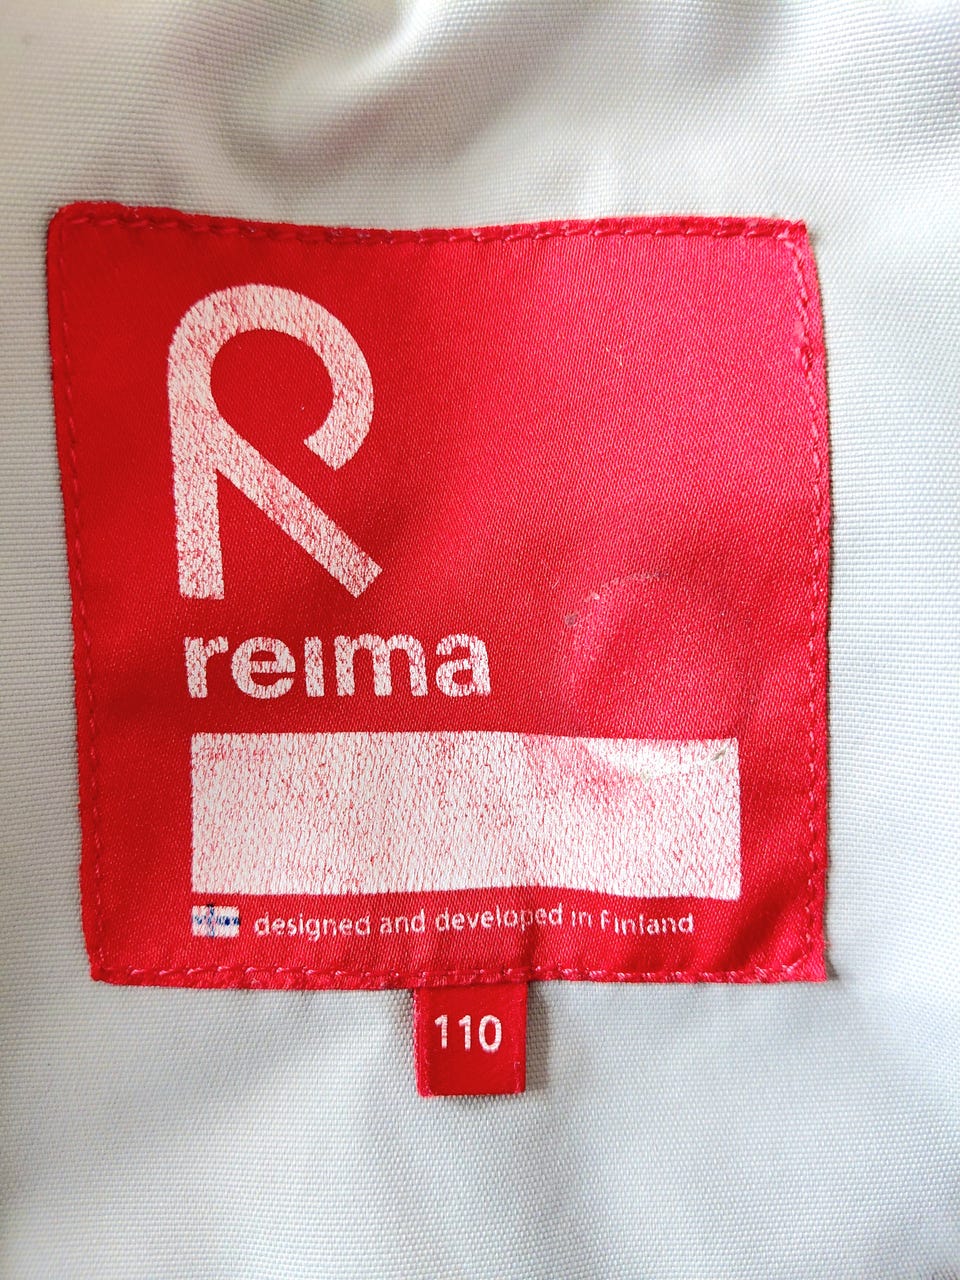 R
reima
designed and developed in Finland
110